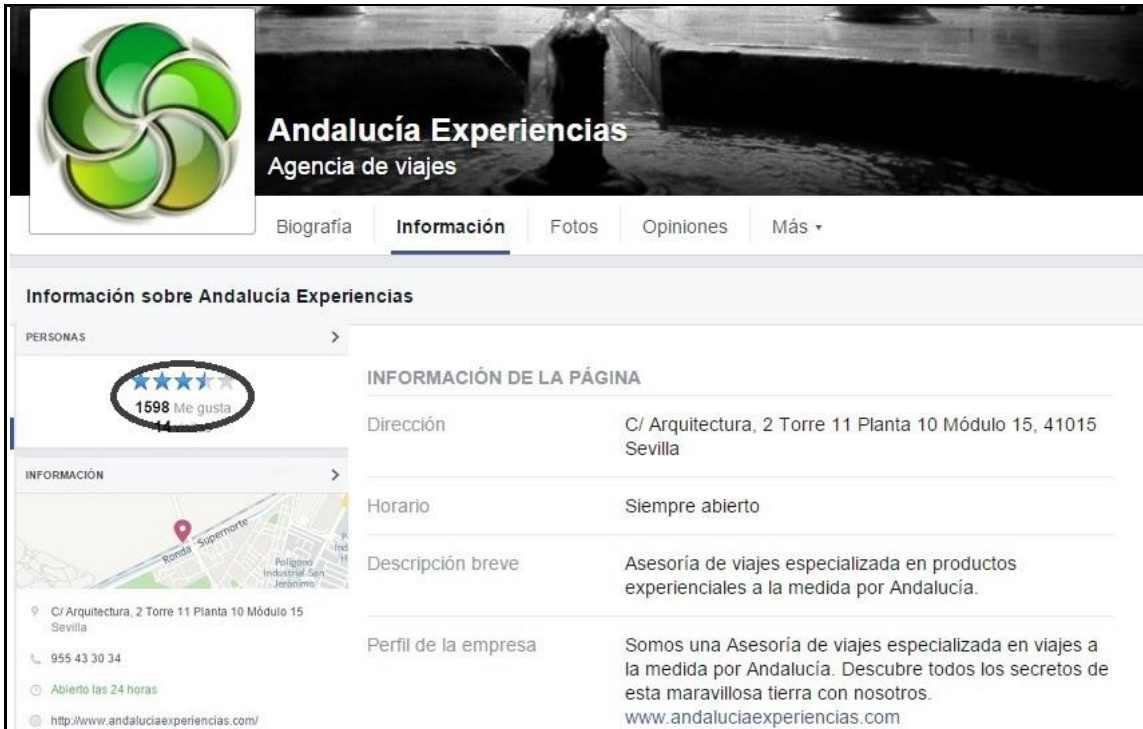 Andalucía Experiencias
Agencia de viajes
Biografía Información Fotos Opiniones Más
Información sobre Andalucía Experiencias
PERSONAS
1598 Me gusta
14 visitas
INFORMACIÓN
Ronda Supernorte
Polígono
Industrial San
Jerónimo
C/ Arquitectura, 2 Torre 11 Planta 10 Módulo 15
Sevilla
955 43 30 34
Abierto las 24 horas
http://www.andaluciaexperiencias.com/
INFORMACIÓN DE LA PÁGINA
Dirección
C/ Arquitectura, 2 Torre 11 Planta 10 Módulo 15, 41015
Sevilla
Horario
Siempre abierto
Descripción breve
Asesoría de viajes especializada en productos
experienciales a la medida por Andalucía.
Perfil de la empresa
Somos una Asesoría de viajes especializada en viajes a
la medida por Andalucía. Descubre todos los secretos de
esta maravillosa tierra con nosotros.
www.andaluciaexperiencias.com